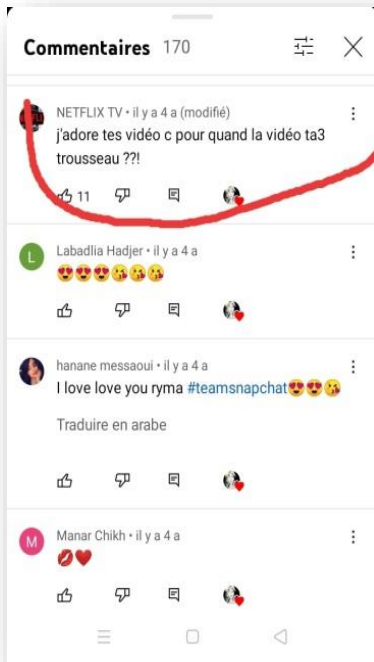 Commentaires 170
NETFLIX TV • il y a 4 a (modifié)
j'adore tes vidéo c pour quand la vidéo ta3
trousseau ??!
11
L
Labadlia Hadjer • il y a 4 a
😍😍😍😘😘😘
hanane messaoui • il y a 4 a
I love love you ryma #teamsnapchat😍😍😘
Traduire en arabe
M
Manar Chikh • il y a 4 a
💋❤️